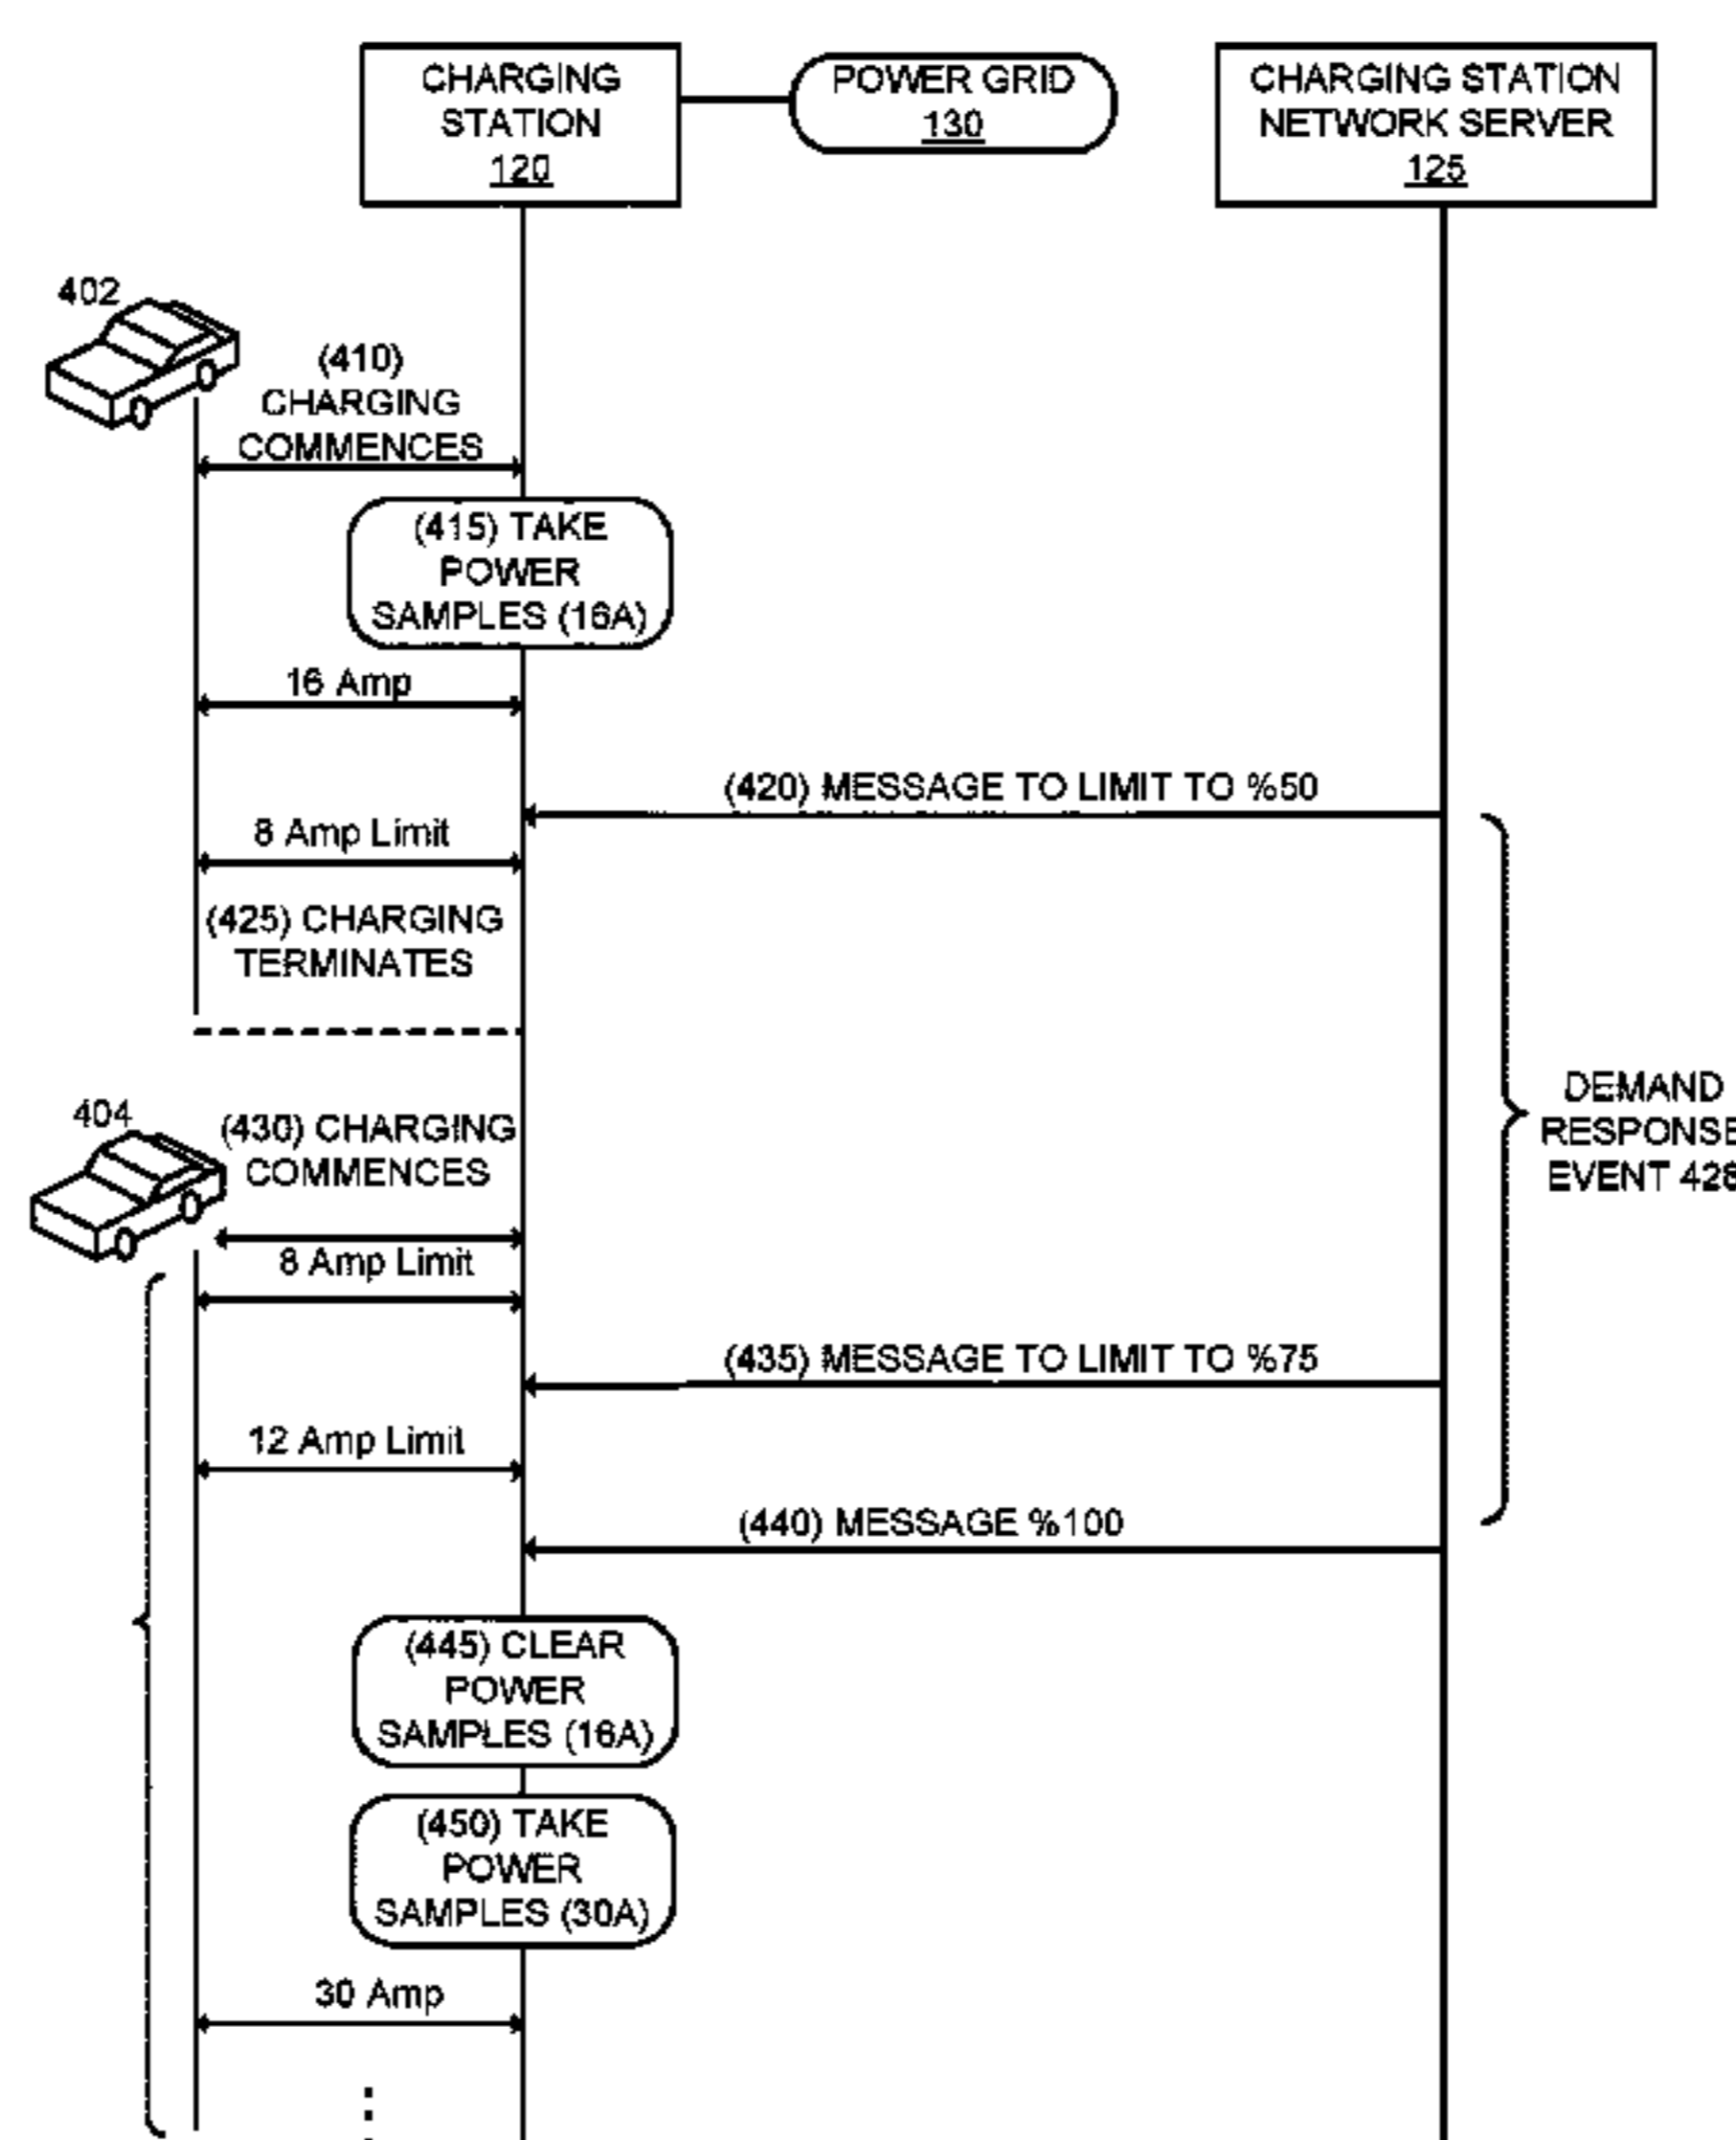 CHARGING
STATION
120
POWER GRID
130
CHARGING STATION
NETWORK SERVER
125
402
(410)
CHARGING
COMMENCES
(415) TAKE
POWER
SAMPLES (16A)
16 Amp
(420) MESSAGE TO LIMIT TO %50
8 Amp Limit
(425) CHARGING
TERMINATES
DEMAND
RESPONSE
EVENT 428
404
(430) CHARGING
COMMENCES
8 Amp Limit
(435) MESSAGE TO LIMIT TO %75
12 Amp Limit
(440) MESSAGE %100
(445) CLEAR
POWER
SAMPLES (16A)
(450) TAKE
POWER
SAMPLES (30A)
30 Amp